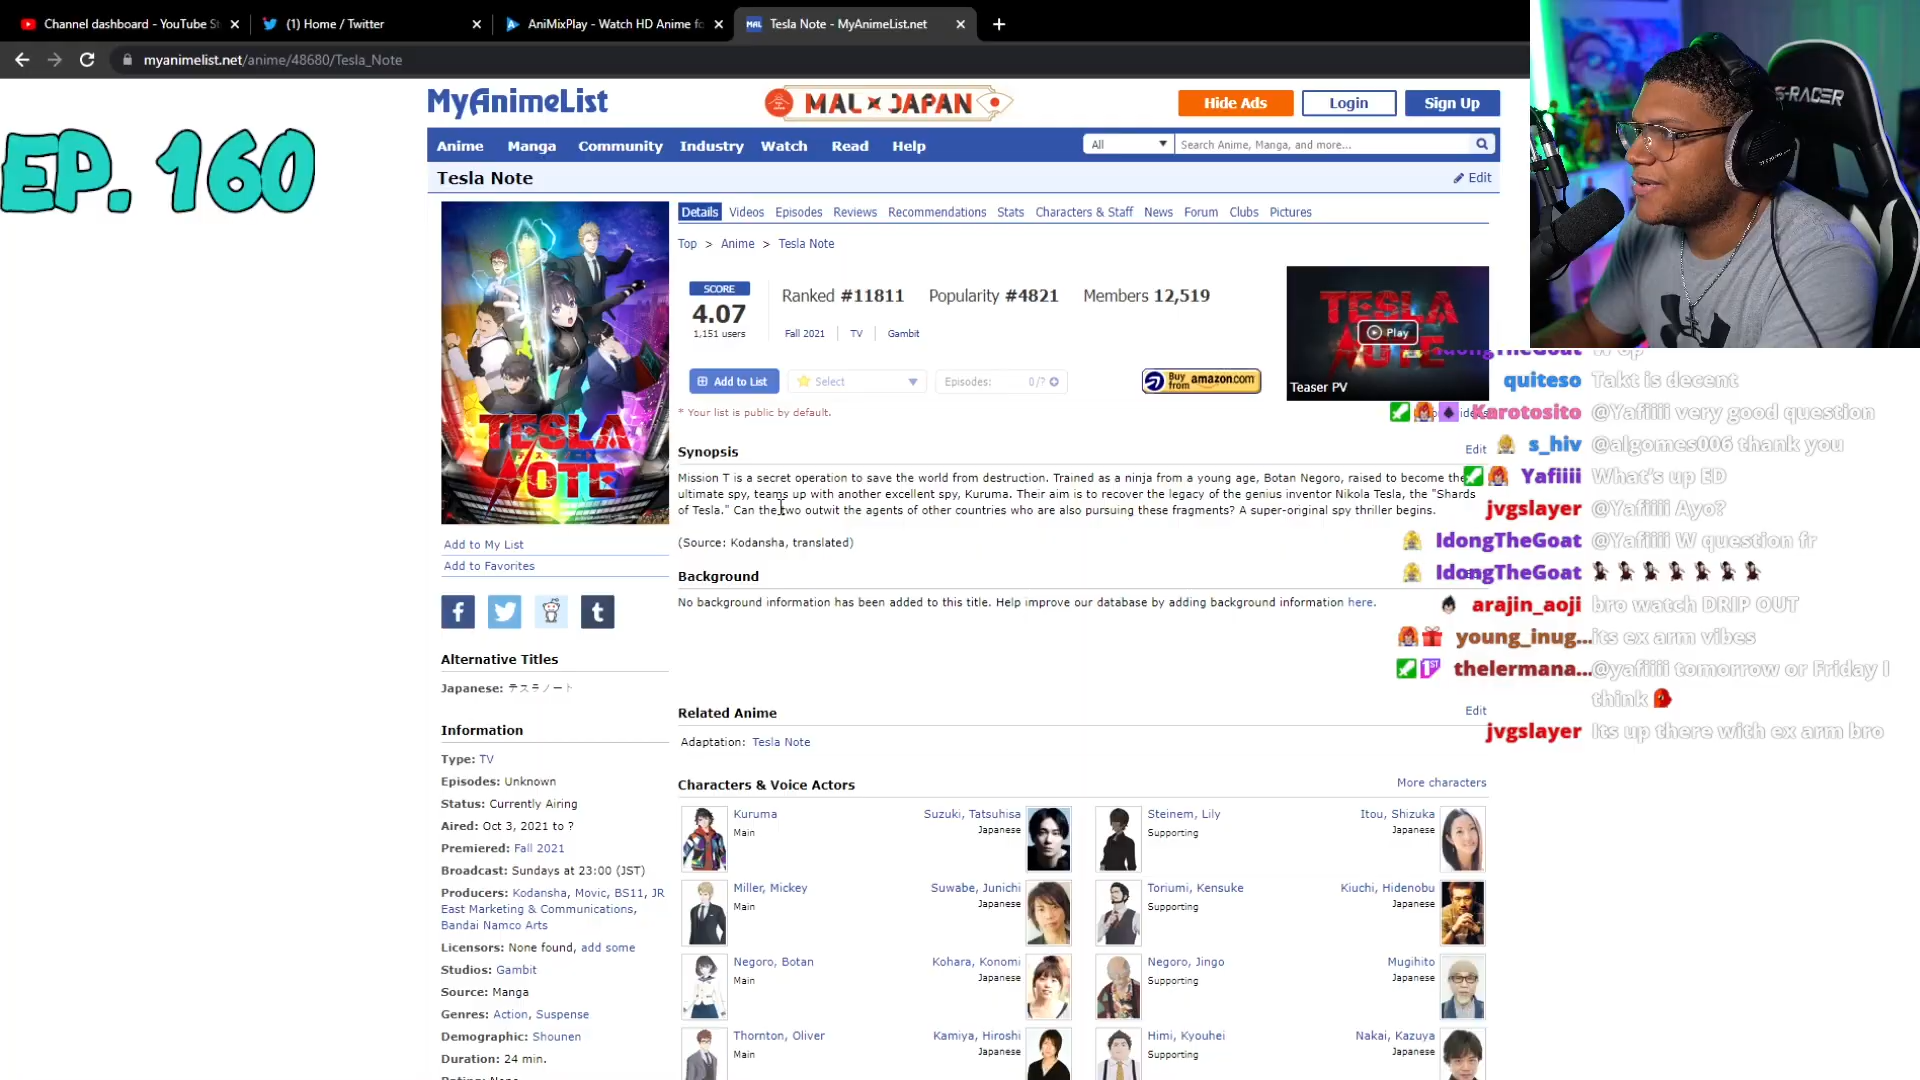 Channel dashboard - YouTube St
(1) Home / Twitter
AniMixPlay - Watch HD Anime fo
Tesla Note - MyAnimeList.net
myanimelist.net/anime/48680/Tesla_Note
EP. 160
MyAnimeList
MAL x JAPAN
Hide Ads
Login
Sign Up
Anime
Manga
Community
Industry
Watch
Read
Help
All
Search Anime, Manga, and more...
Tesla Note
Edit
Details
Videos
Episodes
Reviews
Recommendations
Stats
Characters & Staff
News
Forum
Clubs
Pictures
Top > Anime > Tesla Note
SCORE
4.07
1,151 users
Ranked #11811
Popularity #4821
Members 12,519
Fall 2021
TV
Gambit
Add to List
Select
Episodes: 0/?
Buy from amazon.com
* Your list is public by default.
TESLA
NOTE
Play
Teaser PV
Synopsis
Edit
Mission T is a secret operation to save the world from destruction. Trained as a ninja from a young age, Botan Negoro, raised to become the
ultimate spy, teams up with another excellent spy, Kuruma. Their aim is to recover the legacy of the genius inventor Nikola Tesla, the "Shards
of Tesla." Can the two outwit the agents of other countries who are also pursuing these fragments? A super-original spy thriller begins.
(Source: Kodansha, translated)
Background
No background information has been added to this title. Help improve our database by adding background information here.
Related Anime
Edit
Adaptation: Tesla Note
Characters & Voice Actors
More characters
Kuruma
Main
Suzuki, Tatsuhisa
Japanese
Steinem, Lily
Supporting
Itou, Shizuka
Japanese
Miller, Mickey
Main
Suwabe, Junichi
Japanese
Toriumi, Kensuke
Supporting
Kiuchi, Hidenobu
Japanese
Negoro, Botan
Main
Kohara, Konomi
Japanese
Negoro, Jingo
Supporting
Mugihito
Japanese
Thornton, Oliver
Main
Kamiya, Hiroshi
Japanese
Himi, Kyouhei
Supporting
Nakai, Kazuya
Japanese
TESLA
テスラノート
NOTE
Add to My List
Add to Favorites
Alternative Titles
Japanese: テスラノート
Information
Type: TV
Episodes: Unknown
Status: Currently Airing
Aired: Oct 3, 2021 to ?
Premiered: Fall 2021
Broadcast: Sundays at 23:00 (JST)
Producers: Kodansha, Movic, BS11, JR
East Marketing & Communications,
Bandai Namco Arts
Licensors: None found, add some
Studios: Gambit
Source: Manga
Genres: Action, Suspense
Demographic: Shounen
Duration: 24 min.
S-RACER
IdongTheGoat W ep
quiteso Takt is decent
Karotosito @Yafiiii very good question
s_hiv @algomes006 thank you
Yafiiii What's up ED
jvgslayer @Yafiiii Ayo?
IdongTheGoat @Yafiiii W question fr
IdongTheGoat
arajin_aoji bro watch DRIP OUT
young_inug... its ex arm vibes
1ST
thelermana... @yafiiii tomorrow or Friday I
think
jvgslayer Its up there with ex arm bro